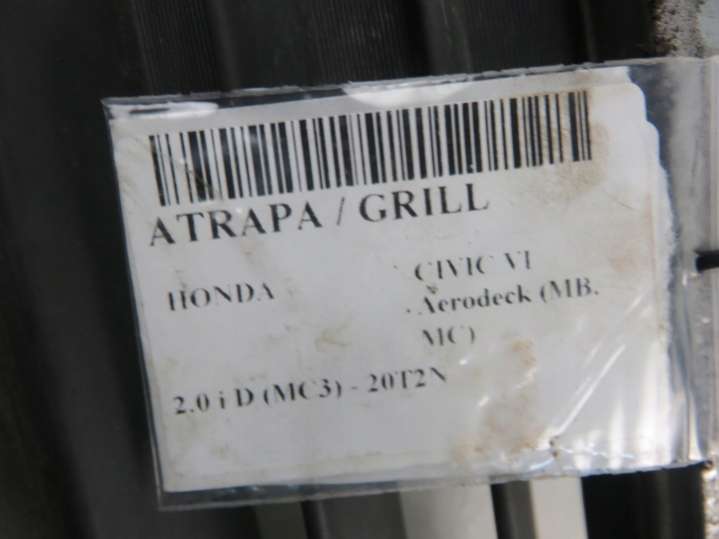 ATRAPA / GRILL
HONDA
CIVIC VI
Aerodeck (MB,
MC)
2.0 i D (MC3) - 20T2N